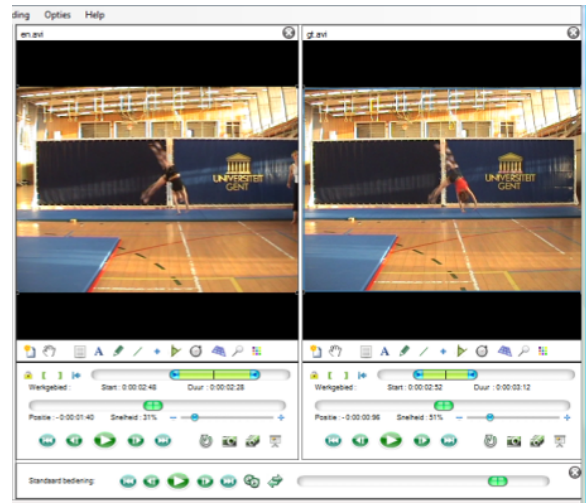 ding Opties Help
en.avi
gt.avi
UNIVERSITEIT
GENT
UNIVERSITEIT
GENT
A
A
Werkgebied : Start : 0:00:02:48 Duur : 0:00:02:28
Positie : - 0:00:01:40 Snelheid : 31%
Werkgebied : Start : 0:00:02:52 Duur : 0:00:03:12
Positie : - 0:00:00:96 Snelheid : 51%
Standaard bediening: